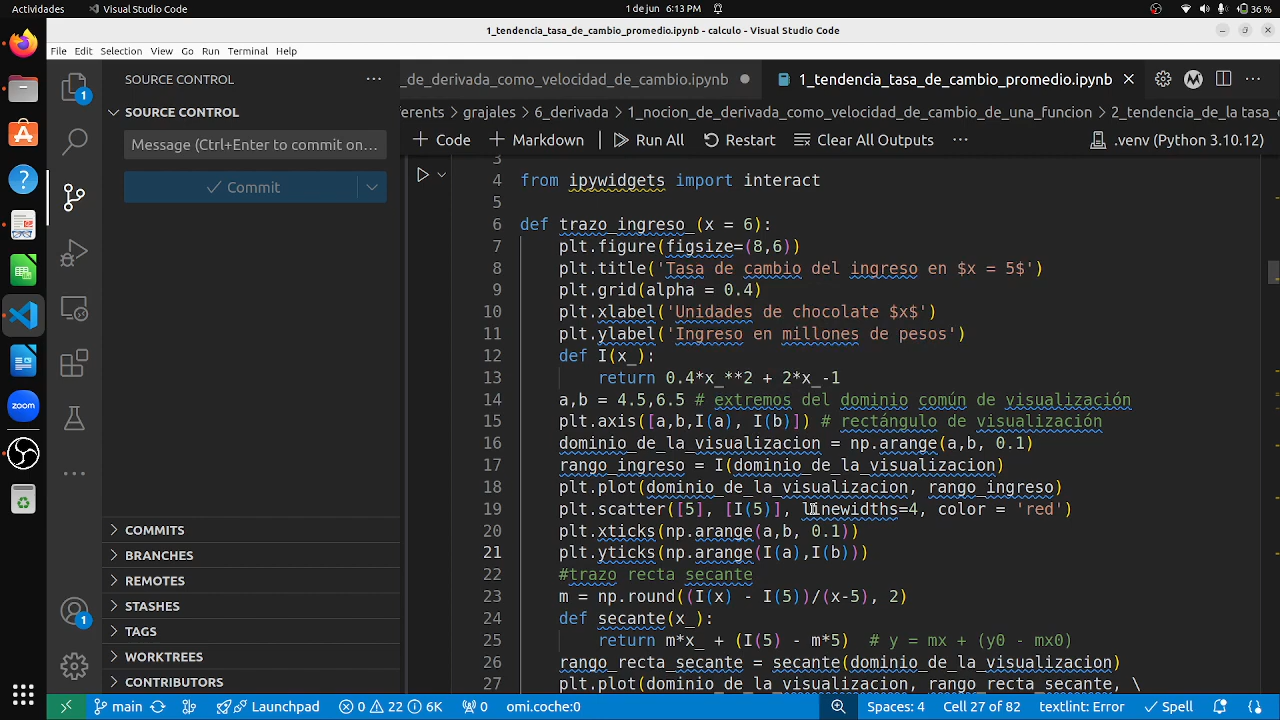 Actividades Visual Studio Code 1 de jun 6:13 PM 36 %
1_tendencia_tasa_de_cambio_promedio.ipynb - calculo - Visual Studio Code
File Edit Selection View Go Run Terminal Help
SOURCE CONTROL
_de_derivada_como_velocidad_de_cambio.ipynb
1_tendencia_tasa_de_cambio_promedio.ipynb
SOURCE CONTROL
erents > grajales > 6_derivada > 1_nocion_de_derivada_como_velocidad_de_cambio_de_una_funcion > 2_tendencia_de_la tasa_d
Message (Ctrl+Enter to commit on...
Code Markdown Run All Restart Clear All Outputs ... .venv (Python 3.10.12)
Commit
3
4 from ipywidgets import interact
5
6 def trazo_ingreso_(x = 6):
7 plt.figure(figsize=(8,6))
8 plt.title('Tasa de cambio del ingreso en $x = 5$')
9 plt.grid(alpha = 0.4)
10 plt.xlabel('Unidades de chocolate $x$')
11 plt.ylabel('Ingreso en millones de pesos')
12 def I(x_):
13 return 0.4*x_**2 + 2*x_-1
14 a,b = 4.5,6.5 # extremos del dominio común de visualización
15 plt.axis([a,b,I(a), I(b)]) # rectángulo de visualización
16 dominio_de_la_visualizacion = np.arange(a,b, 0.1)
17 rango_ingreso = I(dominio_de_la_visualizacion)
18 plt.plot(dominio_de_la_visualizacion, rango_ingreso)
19 plt.scatter([5], [I(5)], linewidths=4, color = 'red')
20 plt.xticks(np.arange(a,b, 0.1))
21 plt.yticks(np.arange(I(a),I(b)))
22 #trazo recta secante
23 m = np.round((I(x) - I(5))/(x-5), 2)
24 def secante(x_):
25 return m*x_ + (I(5) - m*5) # y = mx + (y0 - mx0)
26 rango_recta_secante = secante(dominio_de_la_visualizacion)
27 plt.plot(dominio_de_la_visualizacion, rango_recta_secante, \
COMMITS
BRANCHES
REMOTES
STASHES
TAGS
WORKTREES
CONTRIBUTORS
1
1
zoom
main Launchpad 0 22 6K 0 omi.coche:0 Spaces: 4 Cell 27 of 82 textlint: Error Spell